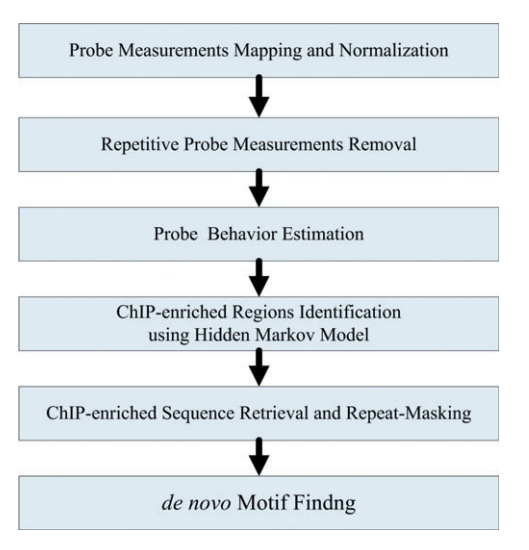 Probe Measurements Mapping and Normalization
Repetitive Probe Measurements Removal
Probe Behavior Estimation
ChIP-enriched Regions Identification
using Hidden Markov Model
ChIP-enriched Sequence Retrieval and Repeat-Masking
de novo Motif Findng